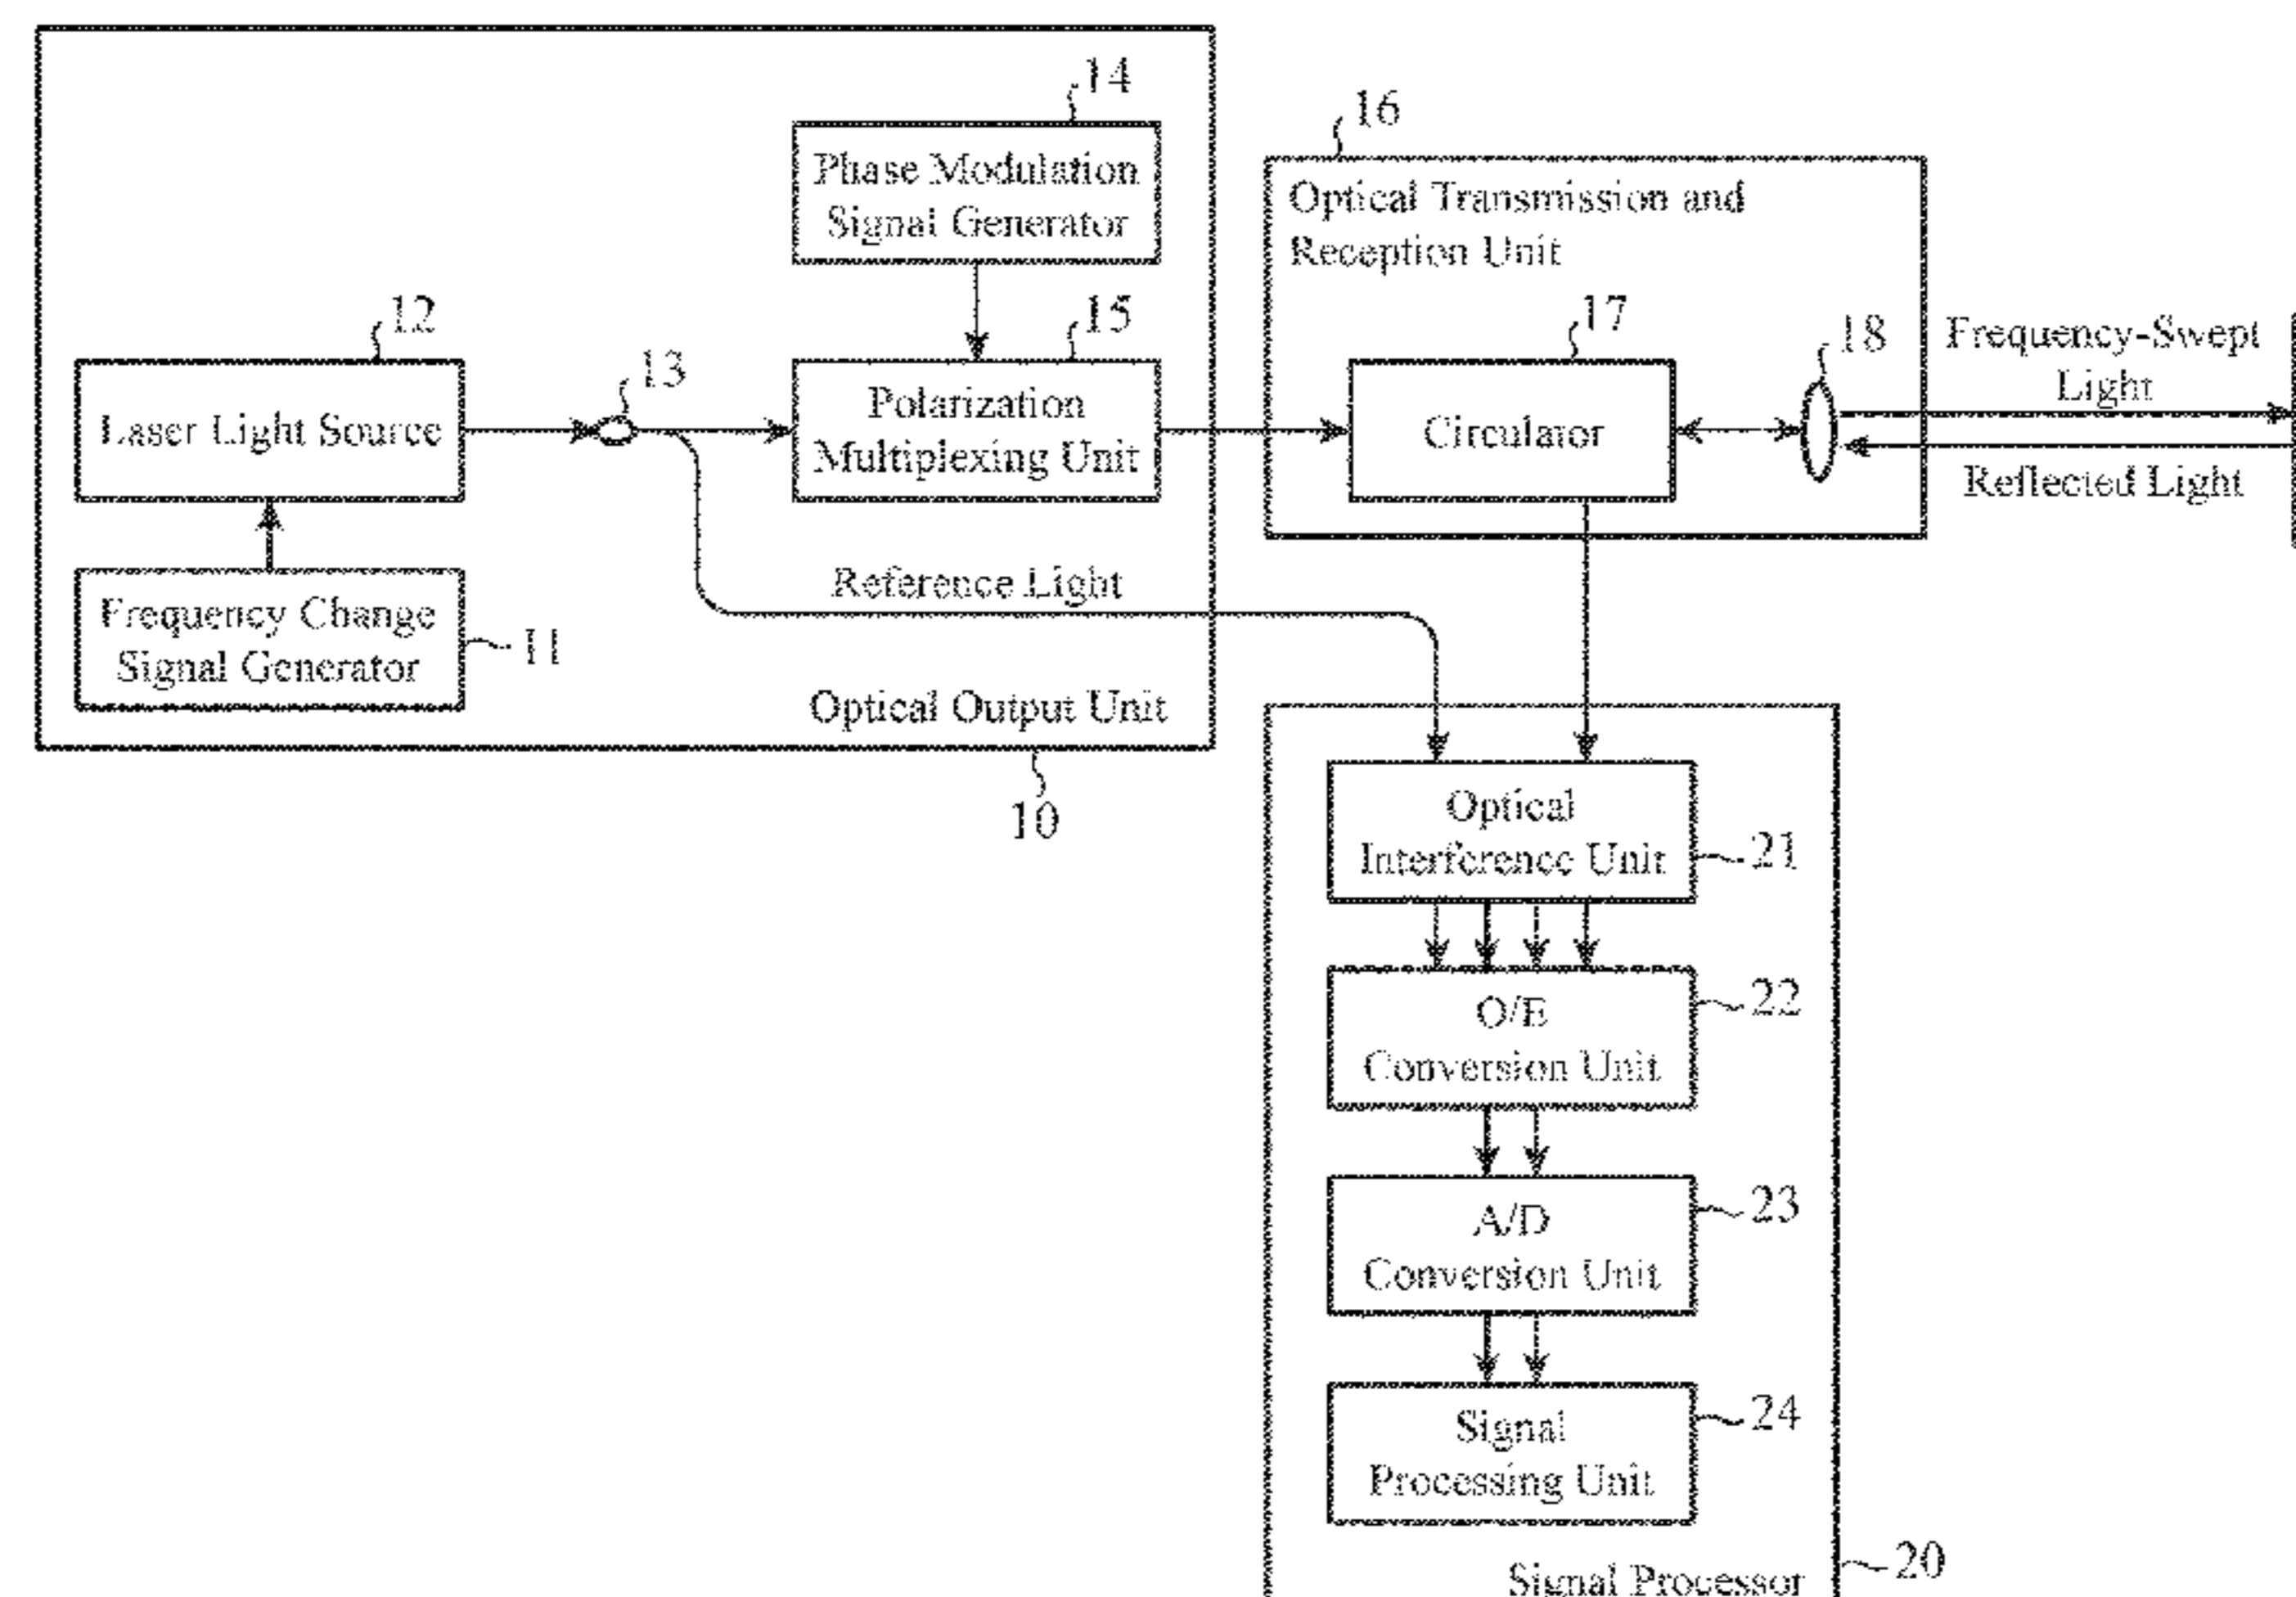 14
Phase Modulation
Signal Generator
16
Optical Transmission and
Reception Unit
12
Laser Light Source
13
15
Polarization
Multiplexing Unit
17
Circulator
18
Frequency-Swept
Light
Reflected Light
Frequency Change
Signal Generator
11
Reference Light
Optical Output Unit
10
Optical
Interference Unit
21
O/E
Conversion Unit
22
A/D
Conversion Unit
23
Signal
Processing Unit
24
Signal Processor
20